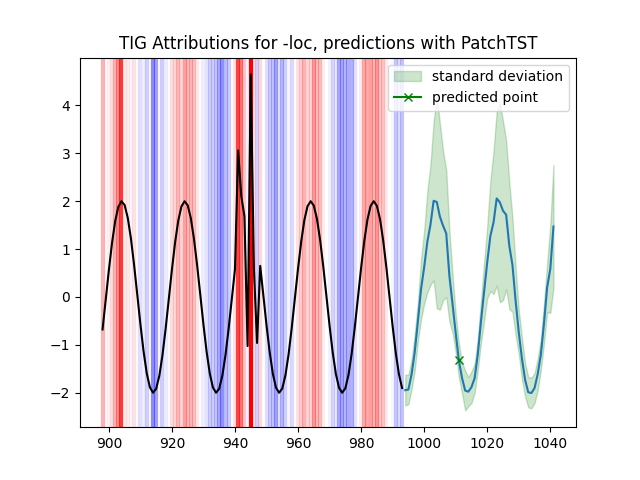 TIG Attributions for -loc, predictions with PatchTST
standard deviation
predicted point
4
3
2
1
0
−1
−2
900 920 940 960 980 1000 1020 1040